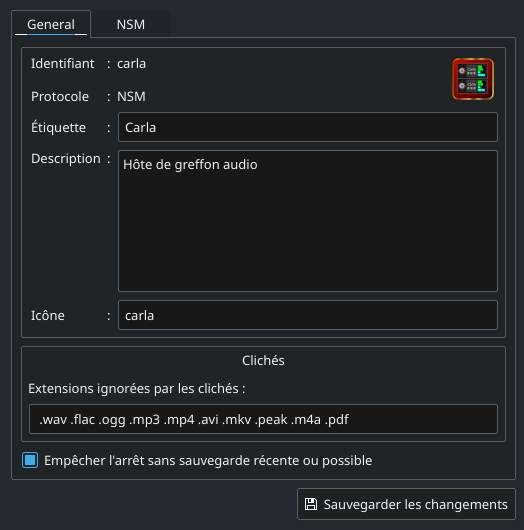 General NSM
Identifiant : carla
Protocole : NSM
Étiquette : Carla
Description : Hôte de greffon audio
Icône : carla
Clichés
Extensions ignorées par les clichés :
.wav .flac .ogg .mp3 .mp4 .avi .mkv .peak .m4a .pdf
Empêcher l'arrêt sans sauvegarde récente ou possible
Sauvegarder les changements